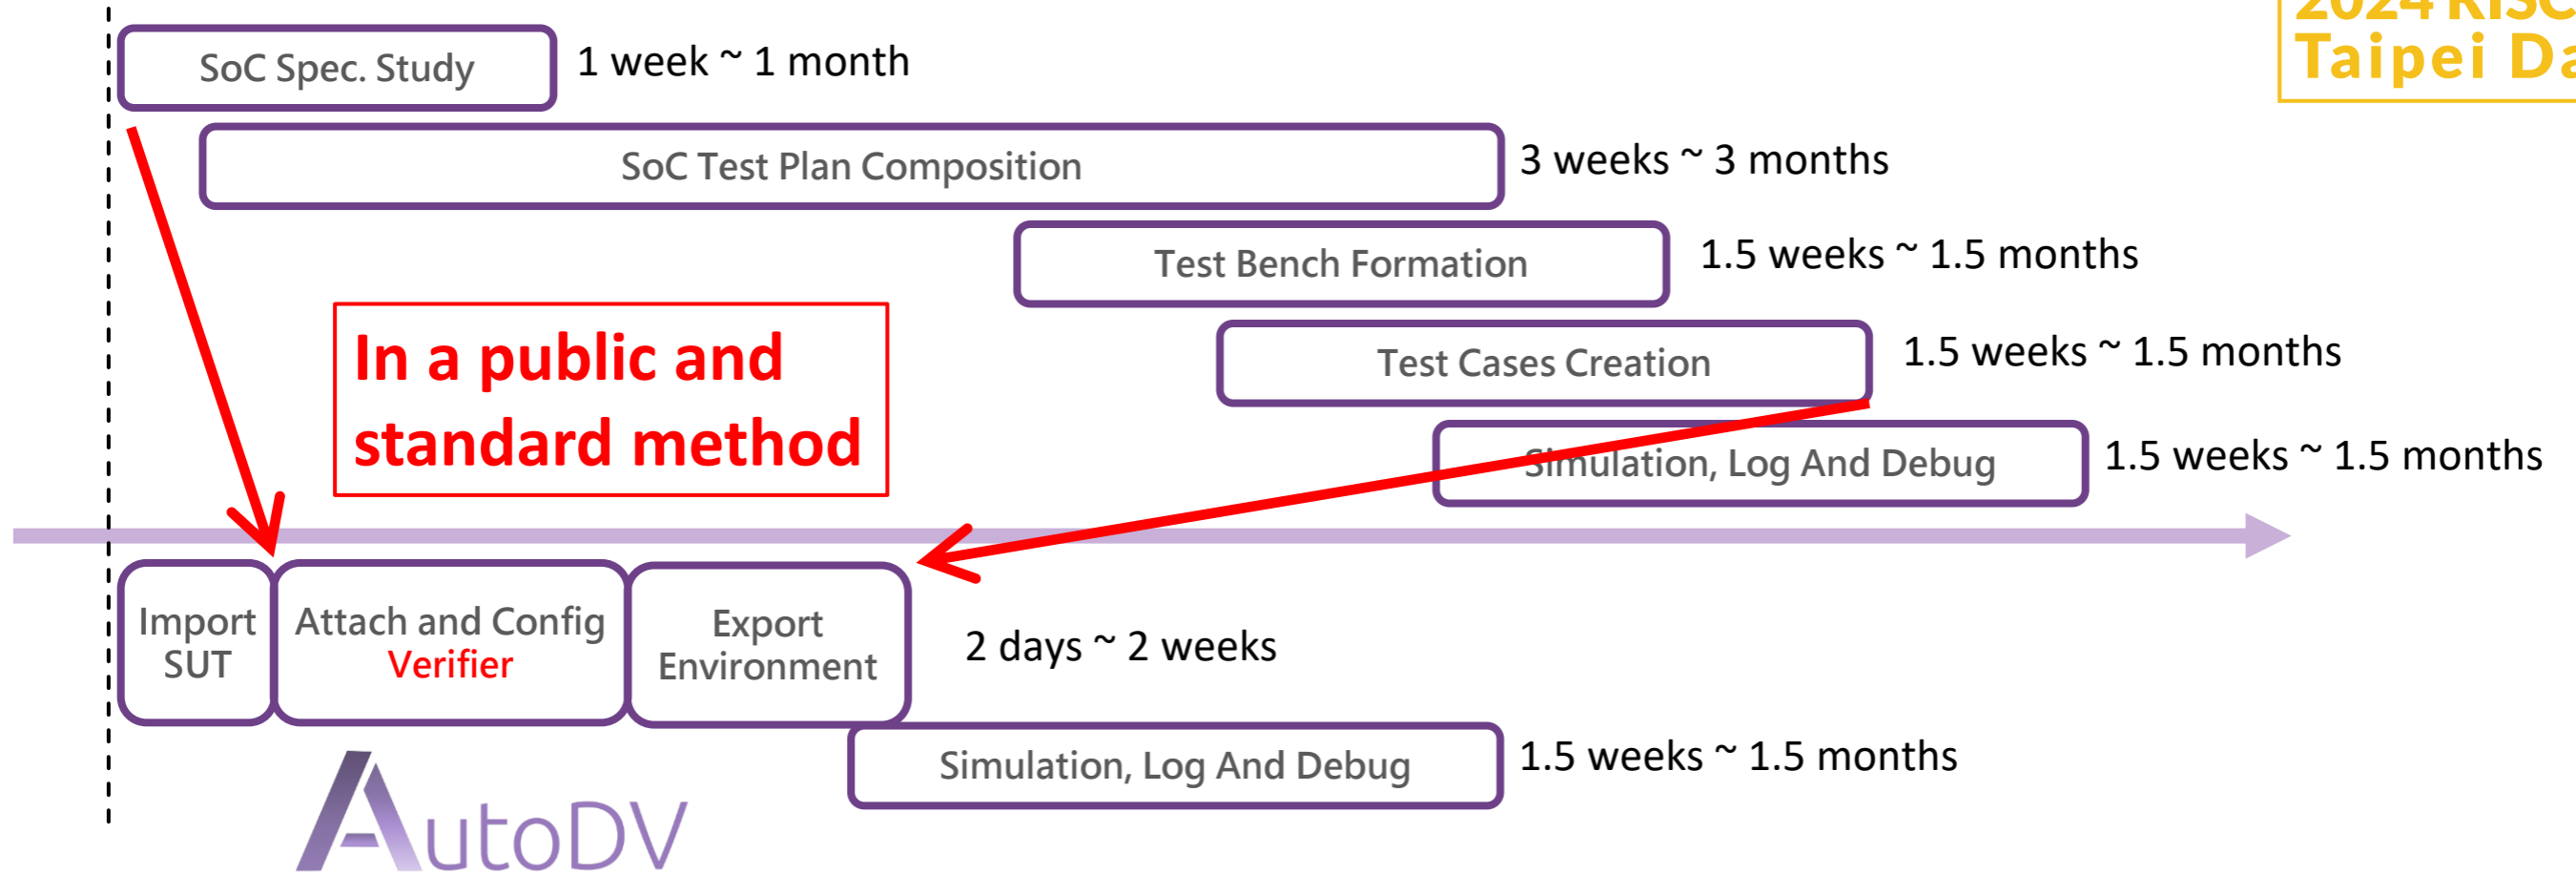 2024 RISC
Taipei Da
SoC Spec. Study
1 week ~ 1 month
SoC Test Plan Composition
3 weeks ~ 3 months
Test Bench Formation
1.5 weeks ~ 1.5 months
In a public and
standard method
Test Cases Creation
1.5 weeks ~ 1.5 months
Simulation, Log And Debug
1.5 weeks ~ 1.5 months
Import
SUT
Attach and Config
Verifier
Export
Environment
2 days ~ 2 weeks
Simulation, Log And Debug
1.5 weeks ~ 1.5 months
AutoDV